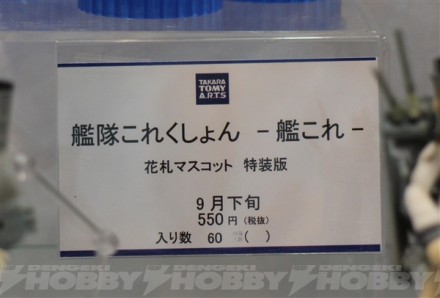 TAKARA
TOMY
A.R.T.S
艦隊これくしょん －艦これ－
花札マスコット 特装版
9月下旬
550円(税抜)
入り数 60 ( )
DENGEKI HOBBY DENGEKI HOBBY DENGEKI HOBBY